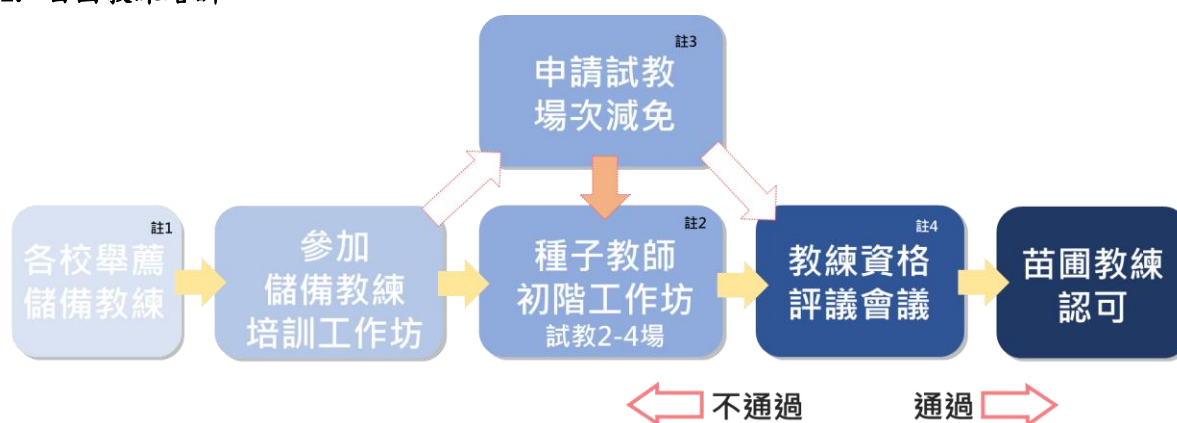 註3
申請試教
場次減免
註1
各校舉薦
儲備教練
參加
儲備教練
培訓工作坊
註2
種子教師
初階工作坊
試教2-4場
註4
教練資格
評議會議
苗圃教練
認可
不通過
通過